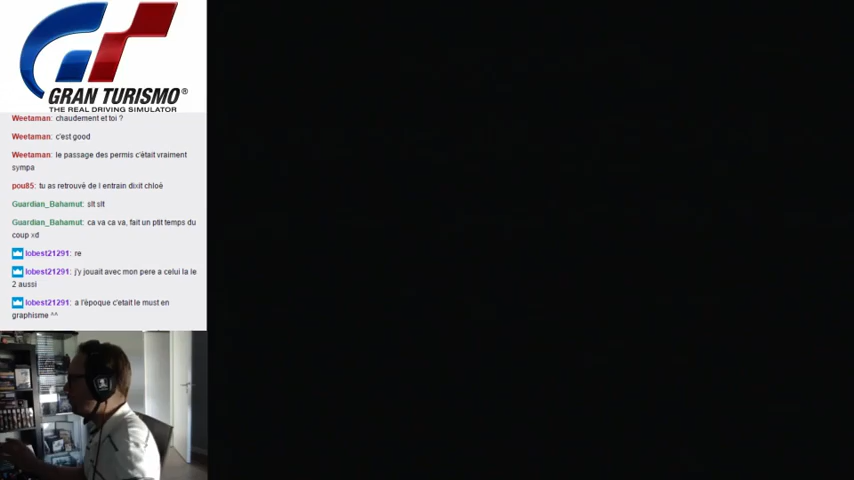 GRAN TURISMO®
THE REAL DRIVING SIMULATOR
Weetaman: chaudement et toi ?
Weetaman: c'est good
Weetaman: le passage des permis c'était vraiment
sympa
pou85: tu as retrouvé de l entrain dixit chloé
Guardian_Bahamut: slt slt
Guardian_Bahamut: ca va ca va, fait un ptit temps du
coup xd
lobest21291: re
lobest21291: j'y jouait avec mon pere a celui la le
2 aussi
lobest21291: a l'époque c'etait le must en
graphisme ^^